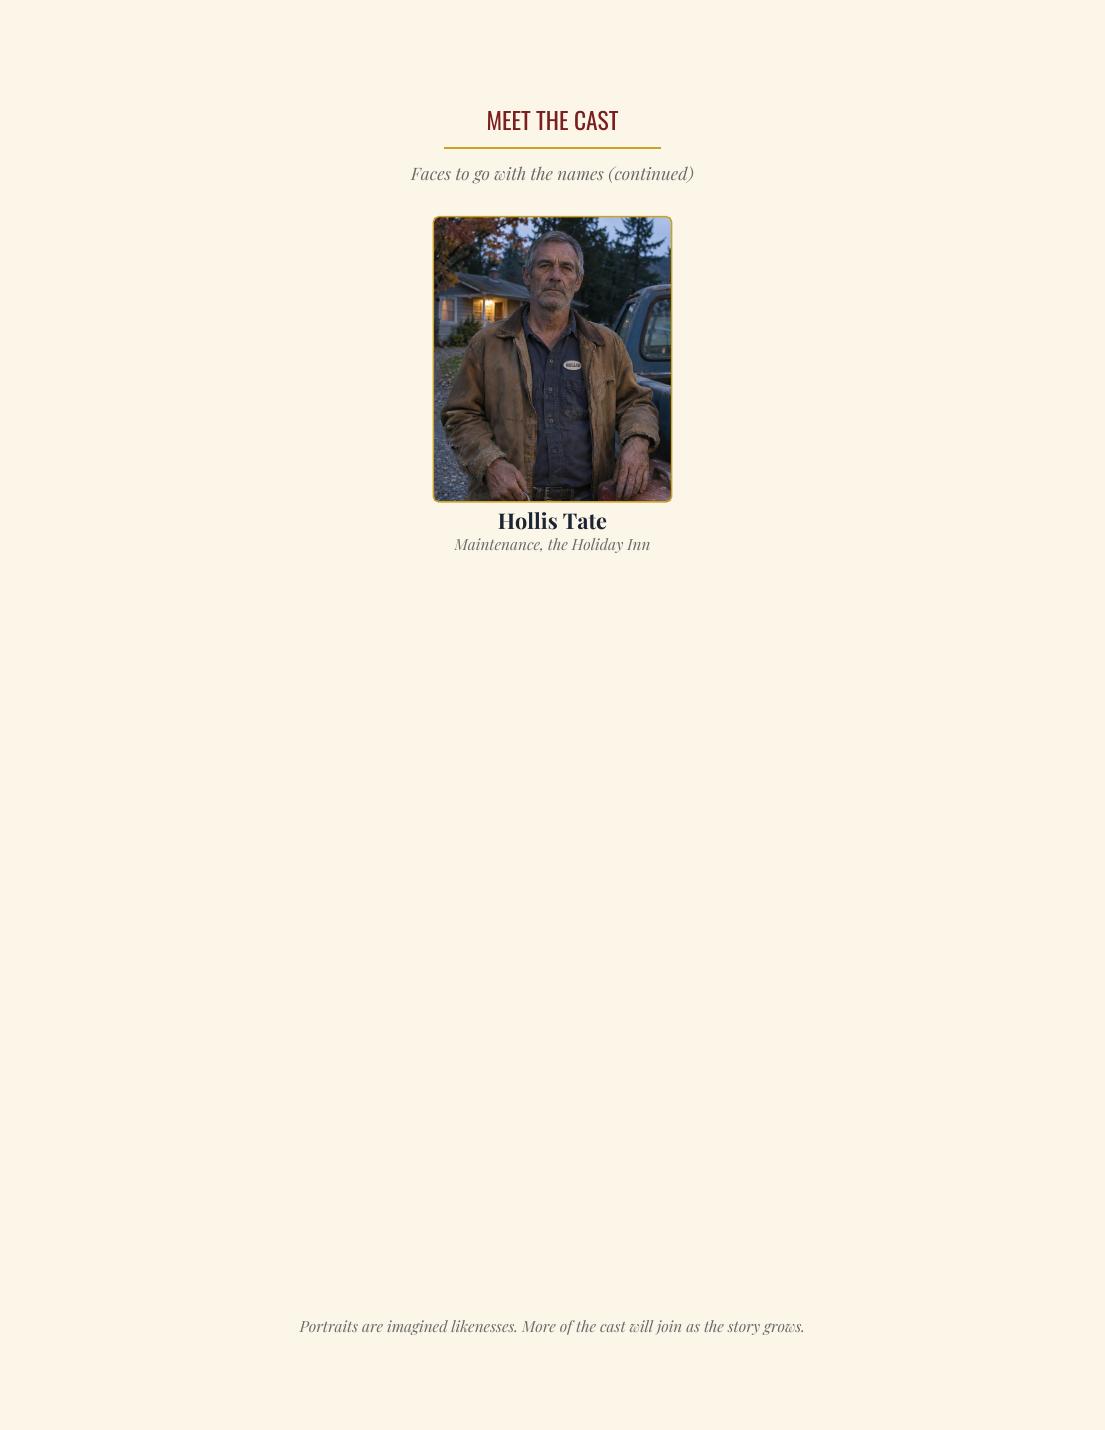 MEET THE CAST
Faces to go with the names (continued)
HOLLIS
Hollis Tate
Maintenance, the Holiday Inn
Portraits are imagined likenesses. More of the cast will join as the story grows.